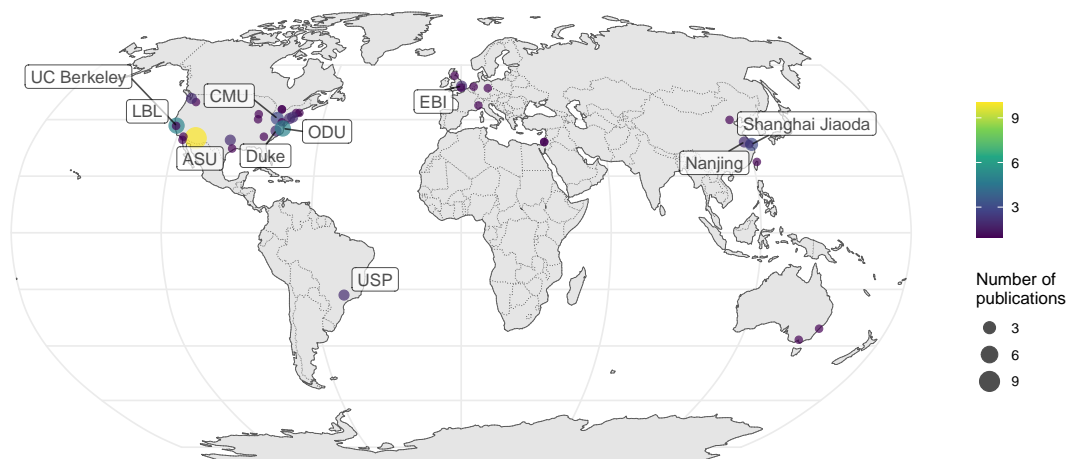 UC Berkeley
LBL
CMU
ASU
Duke
ODU
EBI
Shanghai Jiaoda
Nanjing
USP
9
6
3
Number of
publications
3
6
9